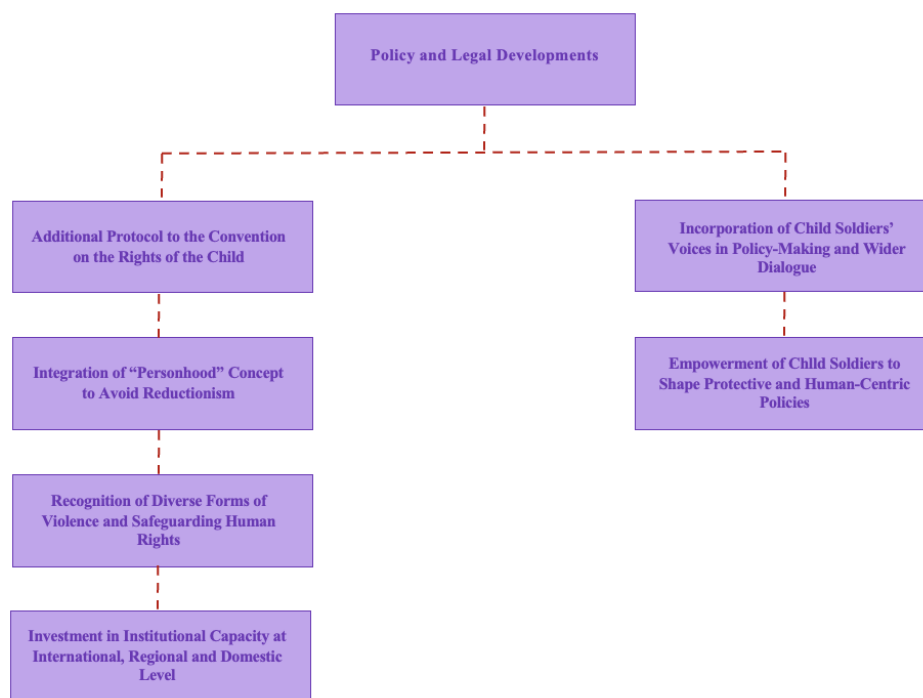 Policy and Legal Developments
Additional Protocol to the Convention
on the Rights of the Child
Integration of “Personhood” Concept
to Avoid Reductionism
Recognition of Diverse Forms of
Violence and Safeguarding Human
Rights
Investment in Institutional Capacity at
International, Regional and Domestic
Level
Incorporation of Child Soldiers’
Voices in Policy-Making and Wider
Dialogue
Empowerment of Chlld Soldiers to
Shape Protective and Human-Centric
Policies